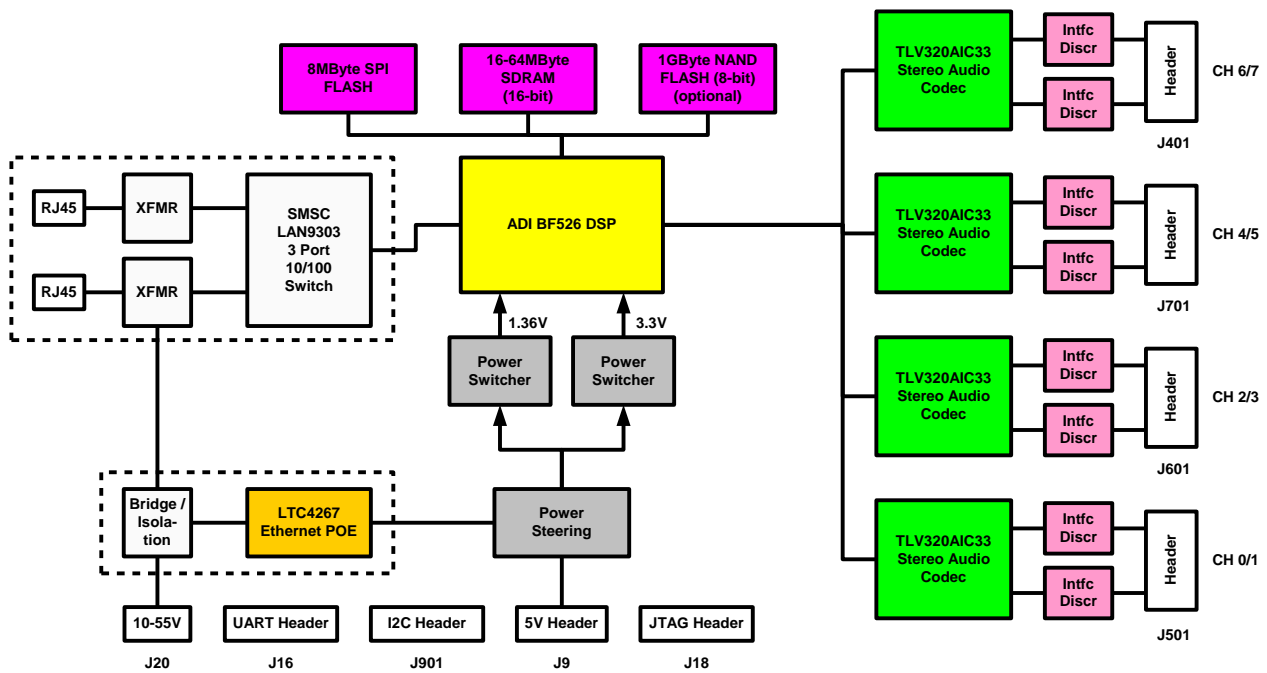 8MByte SPI
FLASH
16-64MByte
SDRAM
(16-bit)
1GByte NAND
FLASH (8-bit)
(optional)
TLV320AIC33
Stereo Audio
Codec
Intfc
Discr
Intfc
Discr
Header
CH 6/7
J401
RJ45
XFMR
RJ45
XFMR
SMSC
LAN9303
3 Port
10/100
Switch
ADI BF526 DSP
TLV320AIC33
Stereo Audio
Codec
Intfc
Discr
Intfc
Discr
Header
CH 4/5
J701
1.36V
3.3V
Power
Switcher
Power
Switcher
TLV320AIC33
Stereo Audio
Codec
Intfc
Discr
Intfc
Discr
Header
CH 2/3
J601
Bridge /
Isola-
tion
LTC4267
Ethernet POE
Power
Steering
TLV320AIC33
Stereo Audio
Codec
Intfc
Discr
Intfc
Discr
Header
CH 0/1
J501
10-55V
UART Header
I2C Header
5V Header
JTAG Header
J20
J16
J901
J9
J18